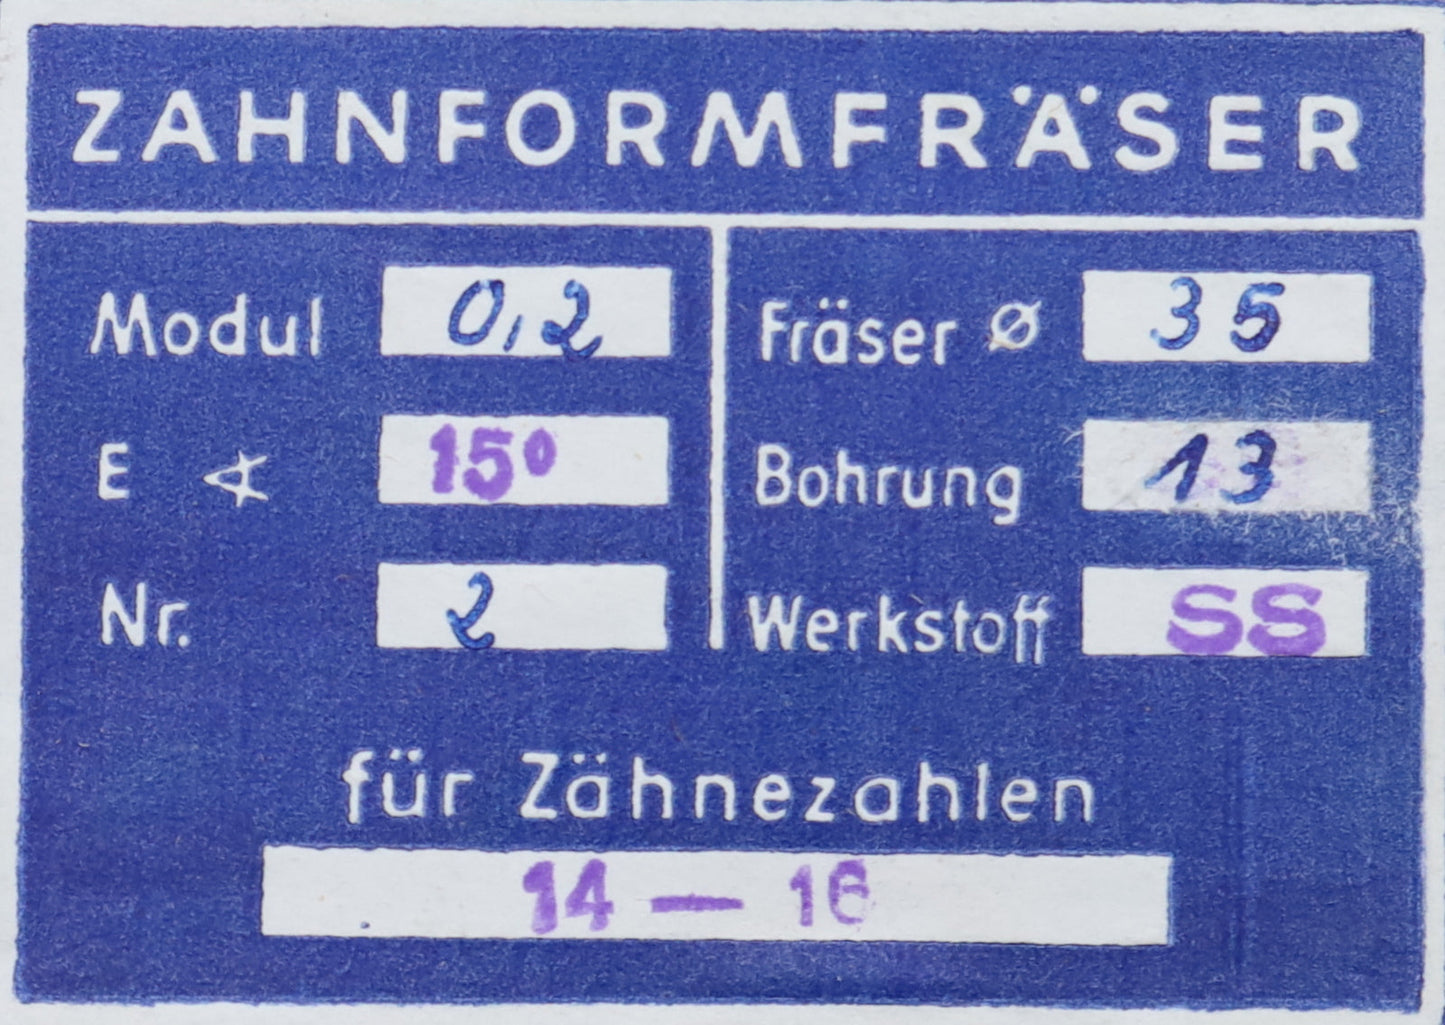 ZAHNFORMFRÄSER
Modul 0,2
E ∢ 15°
Nr. 2
Fräser ⌀ 35
Bohrung 13
Werkstoff SS
für Zähnezahlen
14 — 16